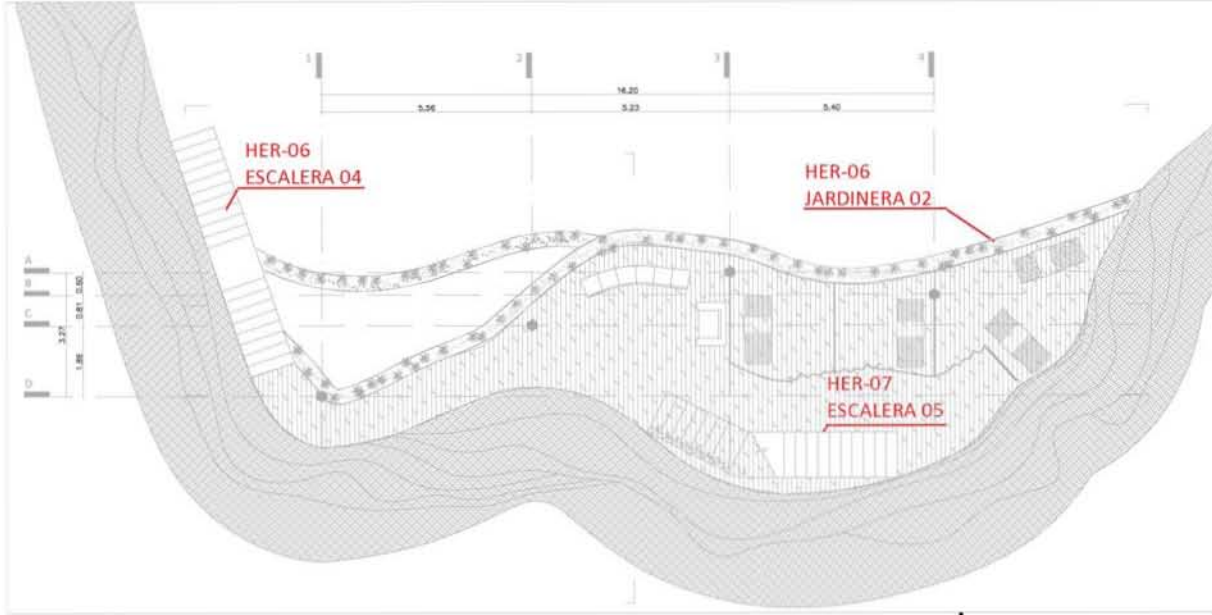 1
2
3
4
16.20
5.56
5.23
5.40
HER-06
ESCALERA 04
HER-06
JARDINERA 02
A
B
C
D
0.60
0.81
3.27
1.86
HER-07
ESCALERA 05